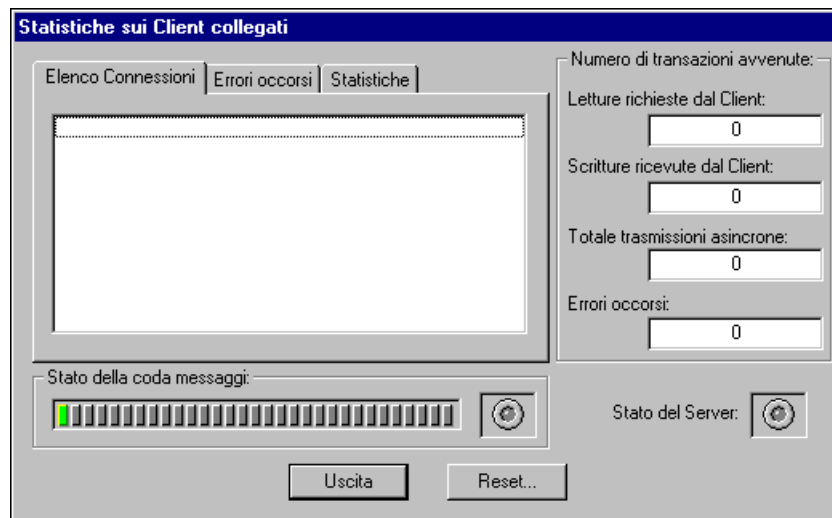 Statistiche sui Client collegati
Elenco Connessioni
Errori occorsi
Statistiche
Numero di transazioni avvenute:
Letture richieste dal Client:
0
Scritture ricevute dal Client:
0
Totale trasmissioni asincrone:
0
Errori occorsi:
0
Stato della coda messaggi:
Stato del Server:
Uscita
Reset...